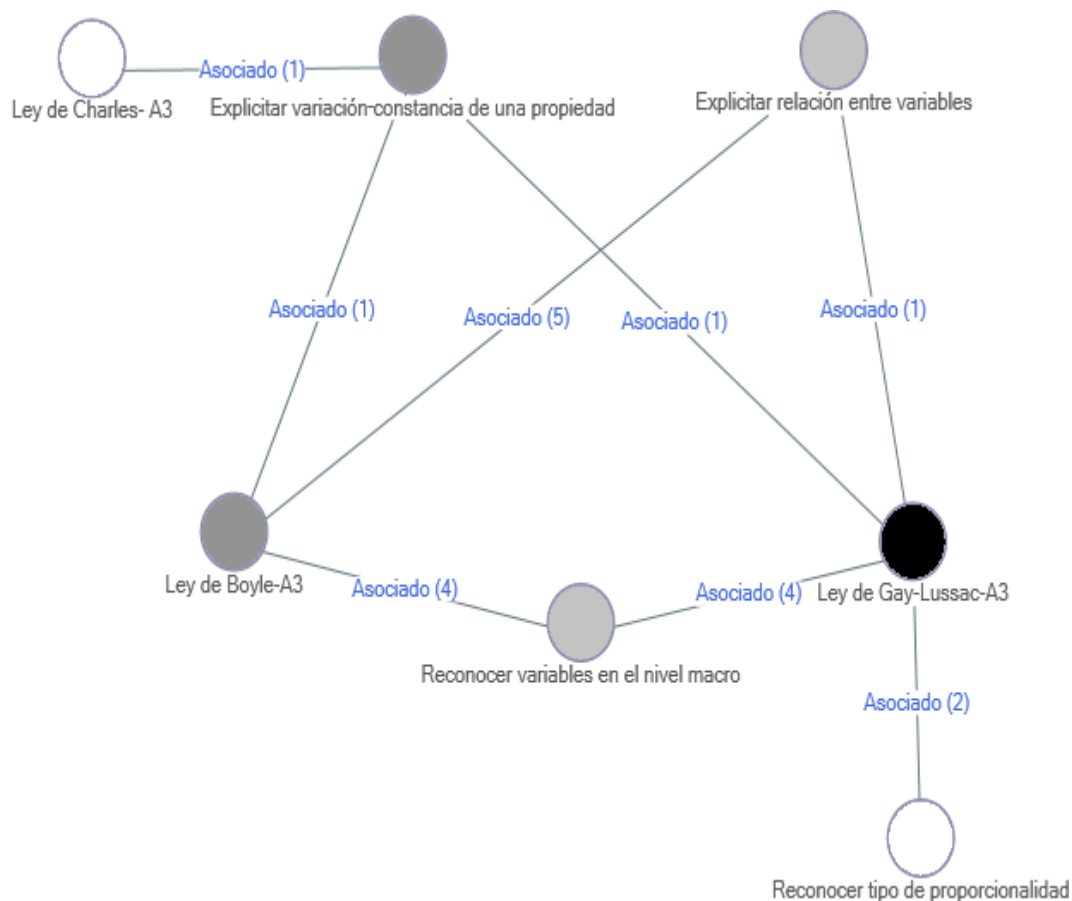 Asociado (1)
Ley de Charles- A3
Explicitar variación-constancia de una propiedad
Explicitar relación entre variables
Asociado (1)
Asociado (5)
Asociado (1)
Asociado (1)
Ley de Boyle-A3
Asociado (4)
Asociado (4)
Ley de Gay-Lussac-A3
Reconocer variables en el nivel macro
Asociado (2)
Reconocer tipo de proporcionalidad